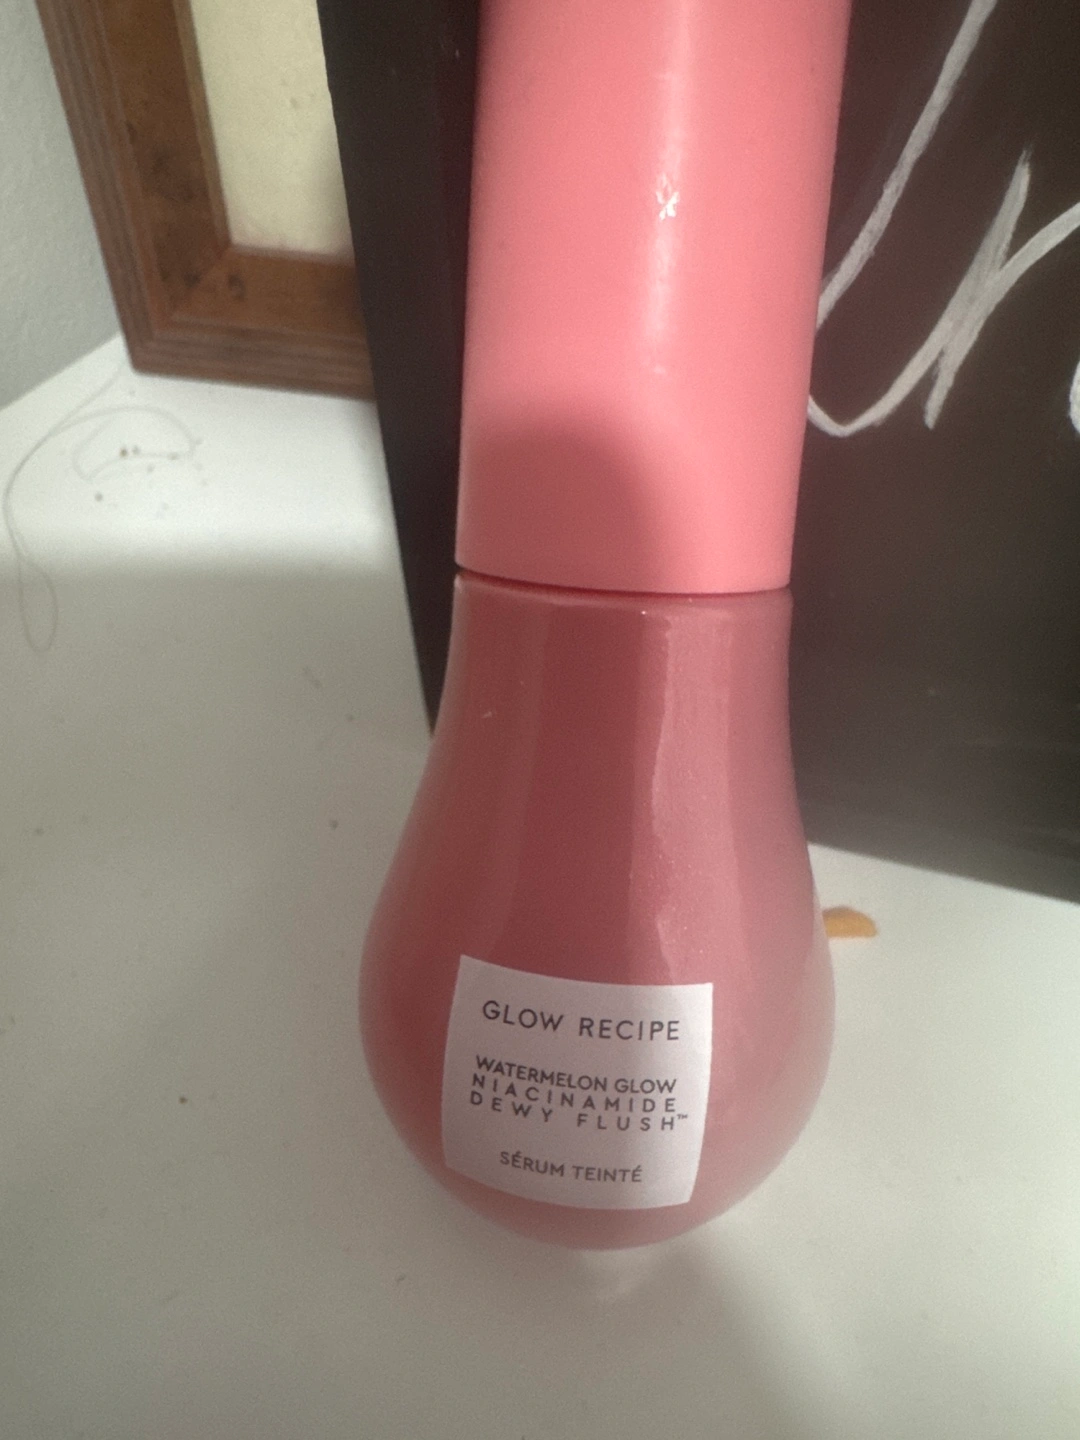 GLOW RECIPE
WATERMELON GLOW
NIACINAMIDE
DEWY FLUSH™
SÉRUM TEINTÉ